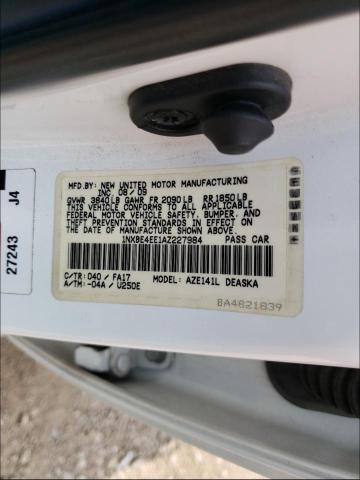 MFD.BY: NEW UNITED MOTOR MANUFACTURING
INC. 08/09
GVWR 3840LB GAWR FR 2090LB RR 1850LB
THIS VEHICLE CONFORMS TO ALL APPLICABLE
FEDERAL MOTOR VEHICLE SAFETY, BUMPER, AND
THEFT PREVENTION STANDARDS IN EFFECT
ON THE DATE OF MANUFACTURE SHOWN ABOVE.
1NXBE4EE1AZ227984 PASS CAR
C/TR: 040 / FA17 MODEL: AZE141L DEASKA
A/TM: -04A / U250E
BA4821839
27243 J4